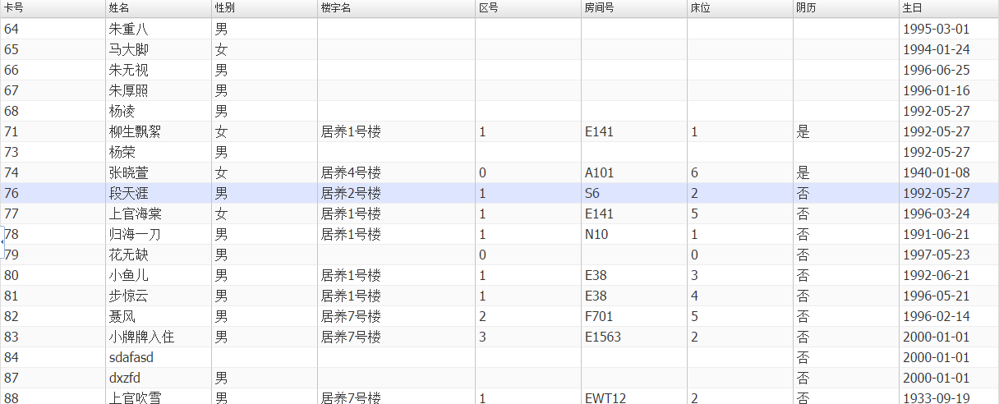 卡号 姓名 性别 楼宇名 区号 房间号 床位 阴历 生日
64 朱重八 男 1995-03-01
65 马大脚 女 1994-01-24
66 朱无视 男 1996-06-25
67 朱厚照 男 1996-01-16
68 杨凌 男 1992-05-27
71 柳生飘絮 女 居养1号楼 1 E141 1 是 1992-05-27
73 杨荣 男 1992-05-27
74 张晓萱 女 居养4号楼 0 A101 6 是 1940-01-08
76 段天涯 男 居养2号楼 1 S6 2 否 1992-05-27
77 上官海棠 女 居养1号楼 1 E141 5 否 1996-03-24
78 归海一刀 男 居养1号楼 1 N10 1 否 1991-06-21
79 花无缺 男 0 0 否 1997-05-23
80 小鱼儿 男 居养1号楼 1 E38 3 否 1992-06-21
81 步惊云 男 居养1号楼 1 E38 4 否 1996-05-21
82 聂风 男 居养7号楼 2 F701 5 否 1996-02-14
83 小牌牌入住 男 居养7号楼 3 E1563 2 否 2000-01-01
84 sdafasd 否 2000-01-01
87 dxzfd 男 否 2000-01-01
88 上官吹雪 男 居养7号楼 1 EWT12 2 否 1933-09-19